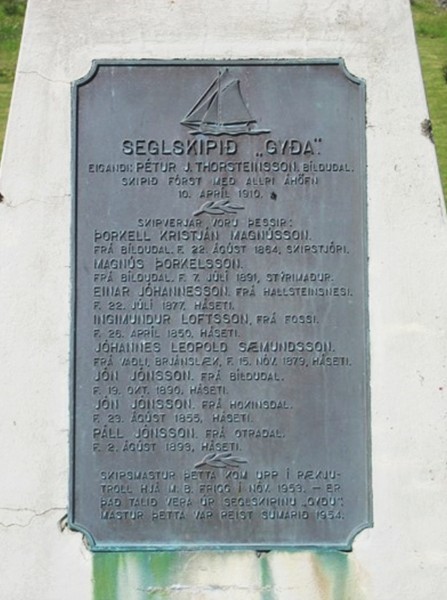 SEGLSKIPIÐ „GYÐA".
EIGANDI: PÉTUR J. THORSTEINSSON, BÍLDUDAL.
SKIPIÐ FÓRST MEÐ ALLRI ÁHÖFN
10. APRÍL 1910.
SKIPVERJAR VORU ÞESSIR:
ÞORKELL KRISTJÁN MAGNÚSSON.
FRÁ BÍLDUDAL. F. 22. ÁGÚST 1864, SKIPSTJÓRI.
MAGNÚS ÞORKELSSON.
FRÁ BÍLDUDAL. F. 7. JÚLÍ 1891, STÝRIMAÐUR.
EINAR JÓHANNESSON. FRÁ HALLSTEINSNESI.
F. 22. JÚLÍ 1877. HÁSETI.
INGIMUNDUR LOFTSSON, FRÁ FOSSI.
F. 26. APRÍL 1850, HÁSETI.
JÓHANNES LEOPOLD SÆMUNDSSON.
FRÁ MÓLI, BRJÁNSLÆK, F. 15. NÓV. 1879, HÁSETI.
JÓN JÓNSSON. FRÁ BÍLDUDAL.
F. 19. OKT. 1890, HÁSETI.
JÓN JÓNSSON. FRÁ HOKINSDAL.
F. 23. ÁGÚST 1855, HÁSETI.
PÁLL JÓNSSON. FRÁ OTRADAL.
F. 2. ÁGÚST 1893, HÁSETI.
SKIPSMASTUR ÞETTA KOM UPP Í RÆKJU-
TROLL HJÁ M. B. FRIGG Í NÓV. 1953. – ER
ÞAÐ TALIÐ VERA ÚR SEGLSKIPINU „GYÐU".
MASTUR ÞETTA VAR REIST SUMARIÐ 1954.